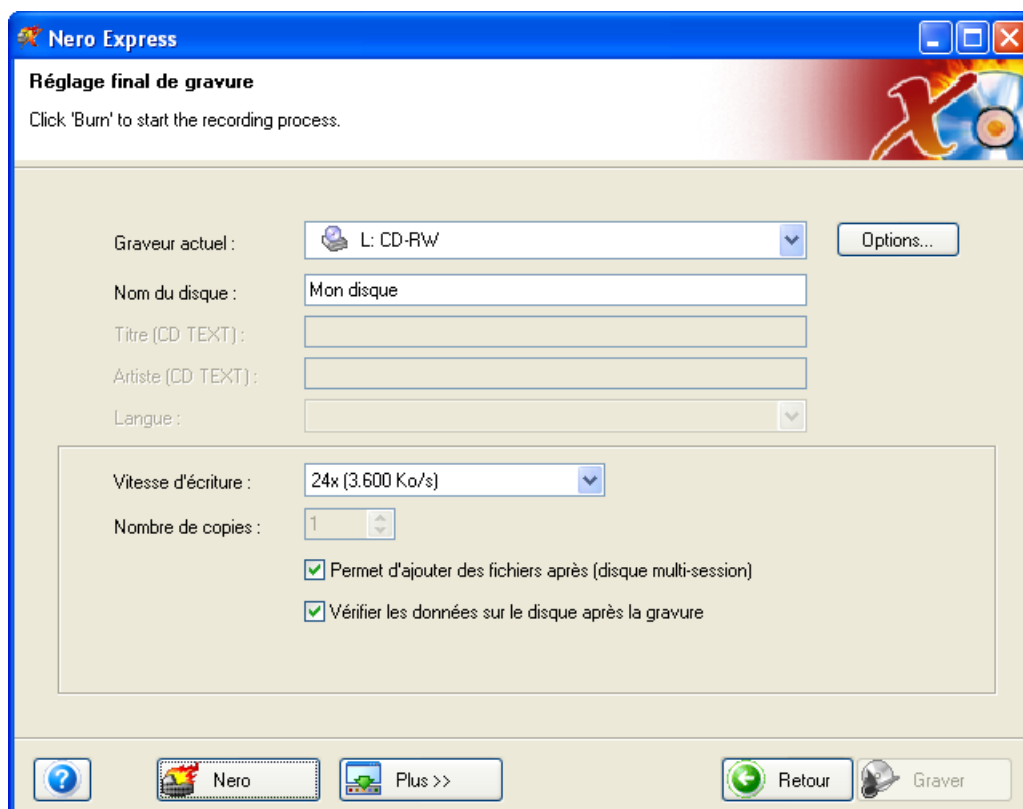 Nero Express
Réglage final de gravure
Click 'Burn' to start the recording process.
Graveur actuel : L: CD-RW Options...
Nom du disque : Mon disque
Titre (CD TEXT) :
Artiste (CD TEXT) :
Langue :
Vitesse d'écriture : 24x (3.600 Ko/s)
Nombre de copies : 1
Permet d'ajouter des fichiers après (disque multi-session)
Vérifier les données sur le disque après la gravure
? Nero Plus >> Retour Graver